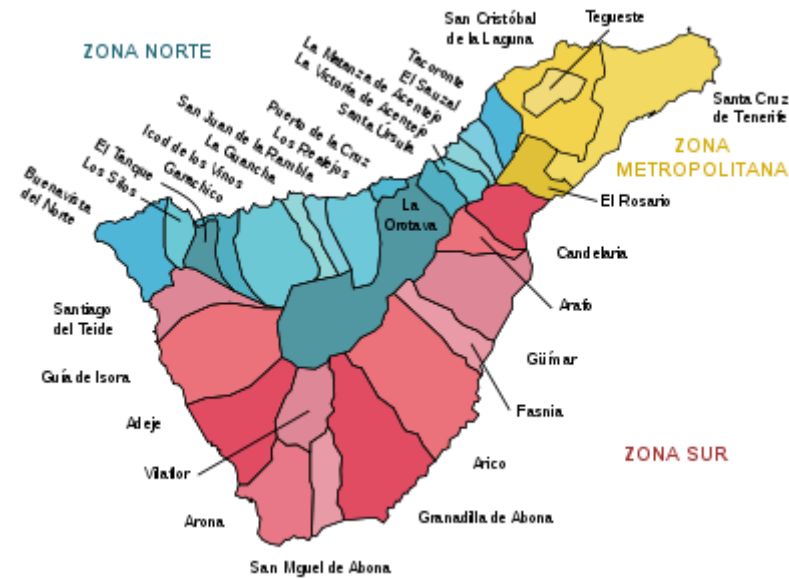 San Cristóbal
de la Laguna
Tegueste
ZONA NORTE
Tacoronte
El Sauzal
La Matanza de Acentejo
La Victoria de Acentejo
Santa Úrsula
Puerto de la Cruz
Los Realejos
San Juan de la Rambla
La Guancha
Icod de los Vinos
Garachico
El Tanque
Los Silos
Buenavista
del Norte
Santa Cruz
de Tenerife
ZONA
METROPOLITANA
El Rosario
La
Orotava
Candelaria
Arafo
Güímar
Fasnia
Santiago
del Teide
Guía de Isora
Adeje
Vilaflor
Arona
San Mguel de Abona
Granadilla de Abona
Arico
ZONA SUR